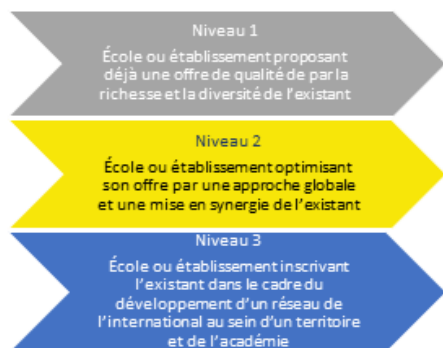 Niveau 1
École ou établissement proposant
déjà une offre de qualité de par la
richesse et la diversité de l'existant
Niveau 2
École ou établissement optimisant
son offre par une approche globale
et une mise en synergie de l'existant
Niveau 3
École ou établissement inscrivant
l'existant dans le cadre du
développement d'un réseau de
l'international au sein d'un territoire
et de l'académie